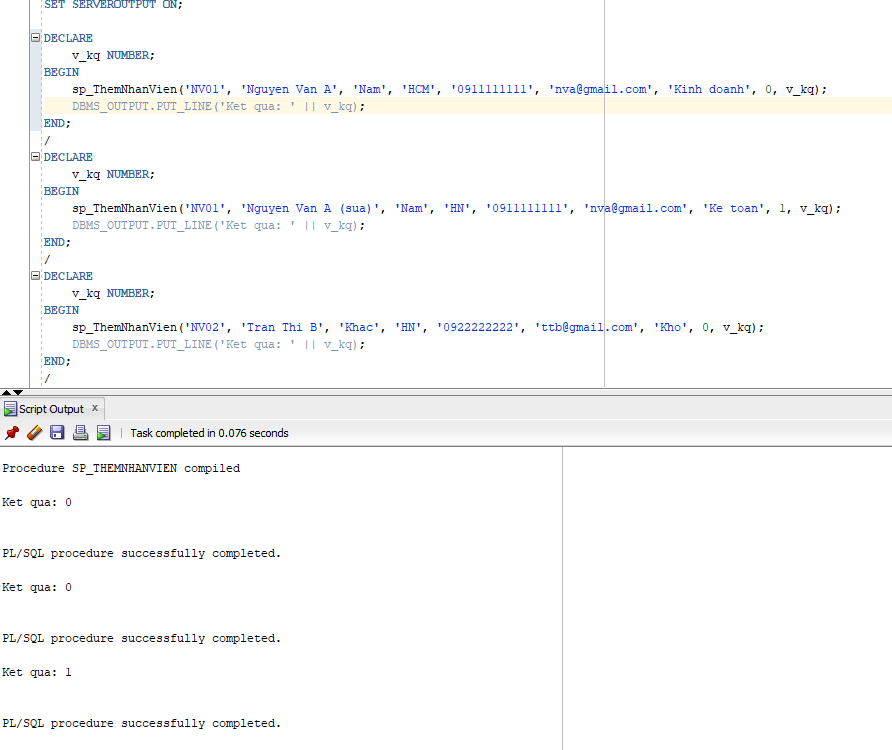 SET SERVEROUTPUT ON;
DECLARE
v_kq NUMBER;
BEGIN
sp_ThemNhanVien('NV01', 'Nguyen Van A', 'Nam', 'HCM', '0911111111', 'nva@gmail.com', 'Kinh doanh', 0, v_kq);
DBMS_OUTPUT.PUT_LINE('Ket qua: ' || v_kq);
END;
/
DECLARE
v_kq NUMBER;
BEGIN
sp_ThemNhanVien('NV01', 'Nguyen Van A (sua)', 'Nam', 'HN', '0911111111', 'nva@gmail.com', 'Ke toan', 1, v_kq);
DBMS_OUTPUT.PUT_LINE('Ket qua: ' || v_kq);
END;
/
DECLARE
v_kq NUMBER;
BEGIN
sp_ThemNhanVien('NV02', 'Tran Thi B', 'Khac', 'HN', '0922222222', 'ttb@gmail.com', 'Kho', 0, v_kq);
DBMS_OUTPUT.PUT_LINE('Ket qua: ' || v_kq);
END;
/
Script Output x
Task completed in 0.076 seconds
Procedure SP_THEMNHANVIEN compiled
Ket qua: 0
PL/SQL procedure successfully completed.
Ket qua: 0
PL/SQL procedure successfully completed.
Ket qua: 1
PL/SQL procedure successfully completed.